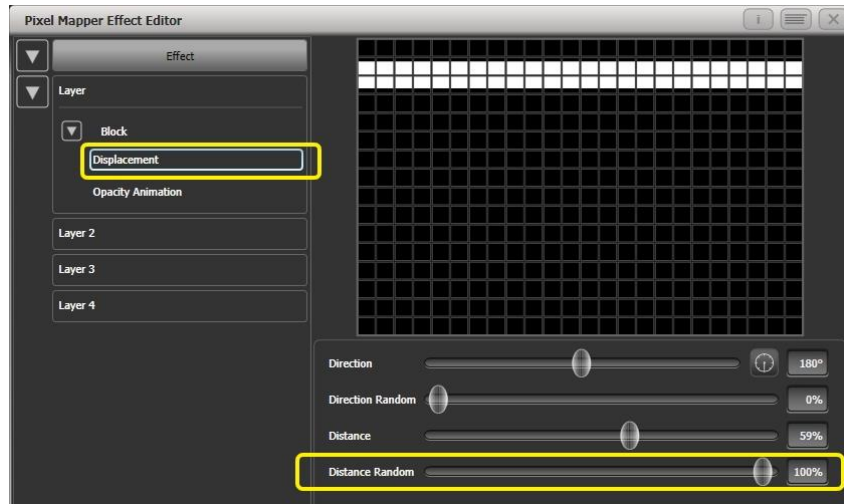 Pixel Mapper Effect Editor
i
Effect
Layer
Block
Displacement
Opacity Animation
Layer 2
Layer 3
Layer 4
Direction 180°
Direction Random 0%
Distance 59%
Distance Random 100%